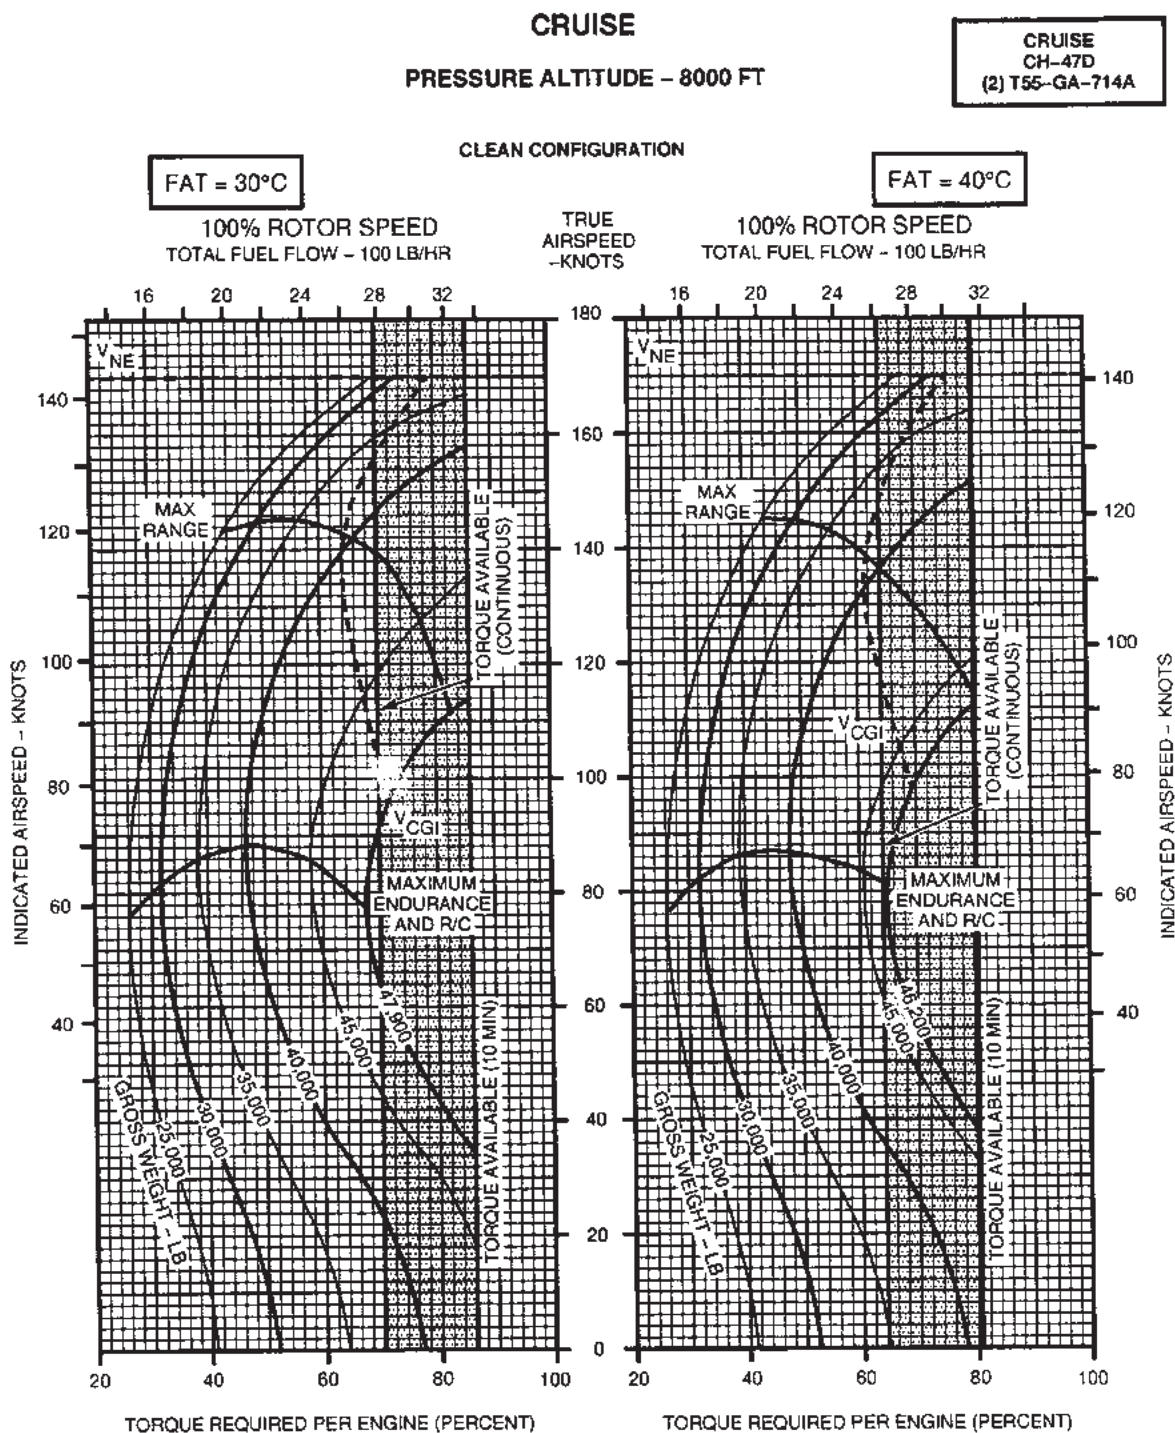 CRUISE
PRESSURE ALTITUDE – 8000 FT
CRUISE
CH–47D
(2) T55–GA–714A
CLEAN CONFIGURATION
FAT = 30°C
100% ROTOR SPEED
TOTAL FUEL FLOW – 100 LB/HR
TRUE
AIRSPEED
–KNOTS
FAT = 40°C
100% ROTOR SPEED
TOTAL FUEL FLOW – 100 LB/HR
16 20 24 28 32
16 20 24 28 32
180
160
140
120
100
80
60
40
20
0
INDICATED AIRSPEED – KNOTS
140
120
100
80
60
40
VNE
MAX
RANGE
TORQUE AVAILABLE
(CONTINUOUS)
VCGI
MAXIMUM
ENDURANCE
AND R/C
TORQUE AVAILABLE (10 MIN)
GROSS WEIGHT – LB
25,000
30,000
35,000
40,000
45,000
47,900
20 40 60 80 100
TORQUE REQUIRED PER ENGINE (PERCENT)
VNE
MAX
RANGE
TORQUE AVAILABLE
(CONTINUOUS)
VCGI
MAXIMUM
ENDURANCE
AND R/C
TORQUE AVAILABLE (10 MIN)
GROSS WEIGHT – LB
25,000
30,000
35,000
40,000
45,000
46,200
140
120
100
80
60
40
INDICATED AIRSPEED – KNOTS
20 40 60 80 100
TORQUE REQUIRED PER ENGINE (PERCENT)